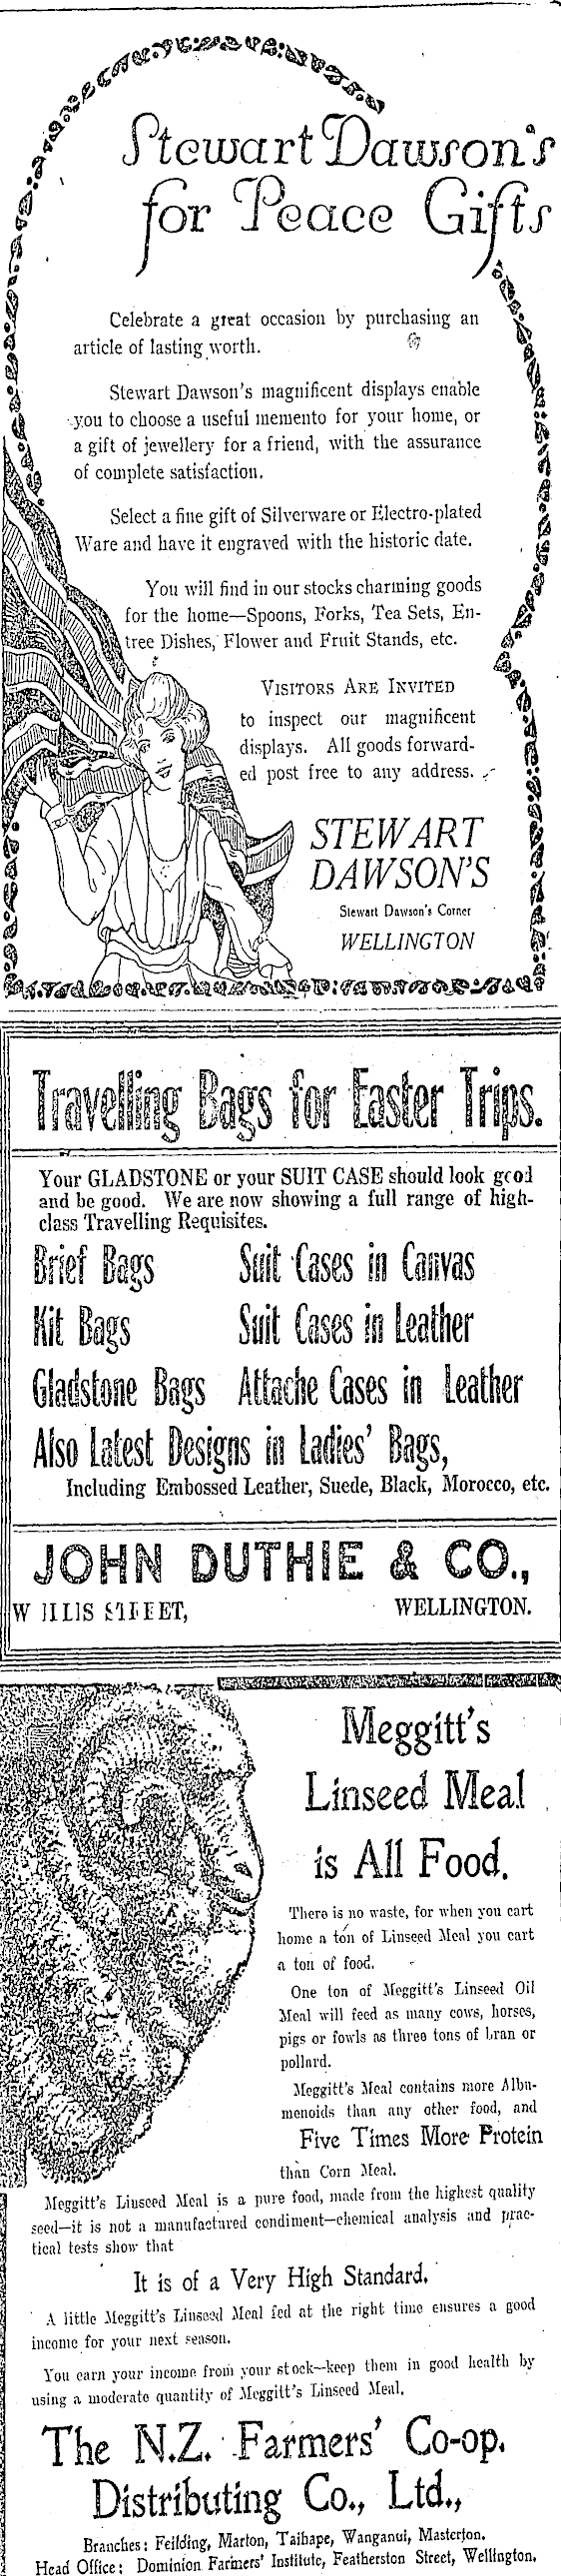 Stewart Dawson's
for Peace Gifts
Celebrate a great occasion by purchasing an
article of lasting worth.
Stewart Dawson's magnificent displays enable
you to choose a useful memento for your home, or
a gift of jewellery for a friend, with the assurance
of complete satisfaction.
Select a fine gift of Silverware or Electro-plated
Ware and have it engraved with the historic date.
You will find in our stocks charming goods
for the home—Spoons, Forks, Tea Sets, En-
tree Dishes, Flower and Fruit Stands, etc.
VISITORS ARE INVITED
to inspect our magnificent
displays. All goods forward-
ed post free to any address.
STEWART
DAWSON'S
Stewart Dawson's Corner
WELLINGTON
Travelling Bags for Easter Trips.
Your GLADSTONE or your SUIT CASE should look good
and be good. We are now showing a full range of high-
class Travelling Requisites.
Brief Bags Suit Cases in Canvas
Kit Bags Suit Cases in Leather
Gladstone Bags Attache Cases in Leather
Also Latest Designs in Ladies' Bags,
Including Embossed Leather, Suede, Black, Morocco, etc.
JOHN DUTHIE & CO.,
WILLIS STREET, WELLINGTON.
Meggitt's
Linseed Meal
is All Food.
There is no waste, for when you cart
home a ton of Linseed Meal you cart
a ton of food.
One ton of Meggitt's Linseed Oil
Meal will feed as many cows, horses,
pigs or fowls as three tons of bran or
pollard.
Meggitt's Meal contains more Albu-
menoids than any other food, and
Five Times More Protein
than Corn Meal.
Meggitt's Linseed Meal is a pure food, made from the highest quality
seed—it is not a manufactured condiment—chemical analysis and prac-
tical tests show that
It is of a Very High Standard.
A little Meggitt's Linseed Meal fed at the right time ensures a good
income for your next season.
You earn your income from your stock—keep them in good health by
using a moderate quantity of Meggitt's Linseed Meal.
The N.Z. Farmers' Co-op.
Distributing Co., Ltd.,
Branches: Feilding, Marton, Taihape, Wanganui, Masterton.
Head Office: Dominion Farmers' Institute, Featherston Street, Wellington.